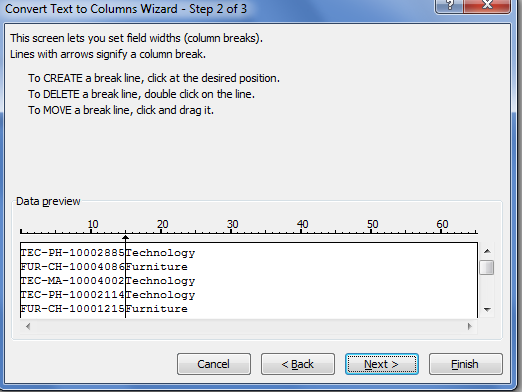 Convert Text to Columns Wizard - Step 2 of 3
This screen lets you set field widths (column breaks).
Lines with arrows signify a column break.
To CREATE a break line, click at the desired position.
To DELETE a break line, double click on the line.
To MOVE a break line, click and drag it.
Data preview
10 20 30 40 50 60
TEC-PH-10002885Technology
FUR-CH-10004086Furniture
TEC-MA-10004002Technology
TEC-PH-10002114Technology
FUR-CH-10001215Furniture
Cancel < Back Next > Finish